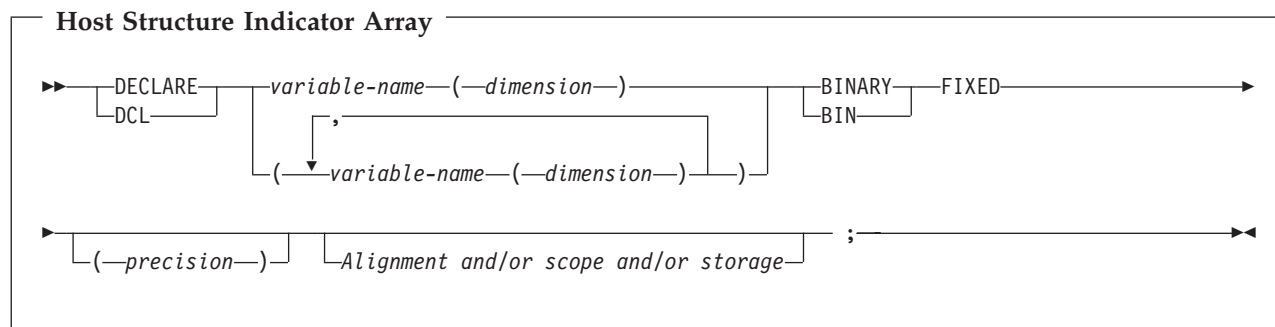 Host Structure Indicator Array
DECLARE variable-name ( dimension ) BINARY FIXED
DCL BIN
,
( variable-name ( dimension ) )
( precision ) Alignment and/or scope and/or storage ;